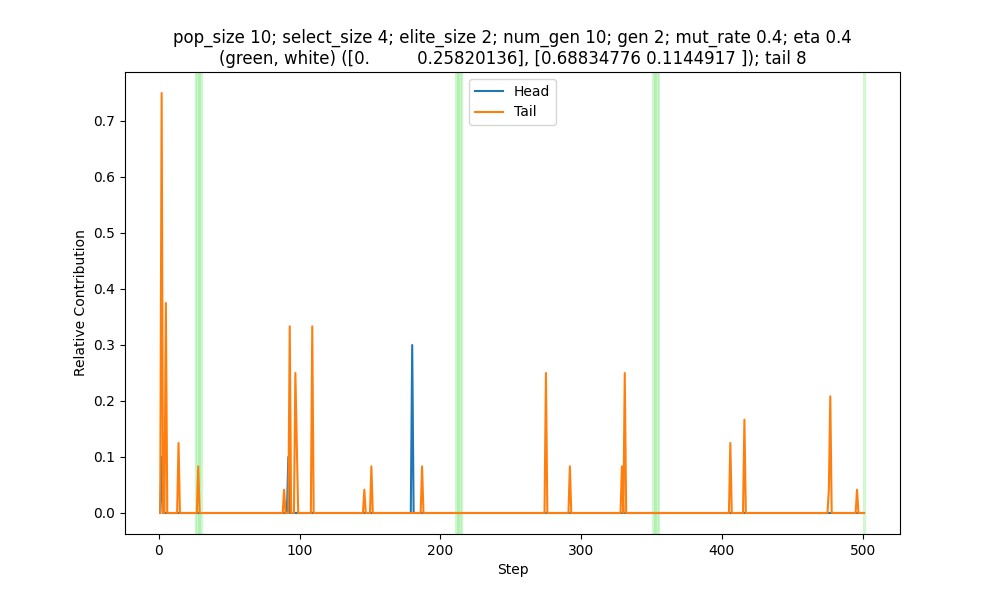 pop_size 10; select_size 4; elite_size 2; num_gen 10; gen 2; mut_rate 0.4; eta 0.4
(green, white) ([0.         0.25820136], [0.68834776 0.1144917 ]); tail 8
Head
Tail
0.7
0.6
0.5
0.4
0.3
0.2
0.1
0.0
Relative Contribution
0 100 200 300 400 500
Step